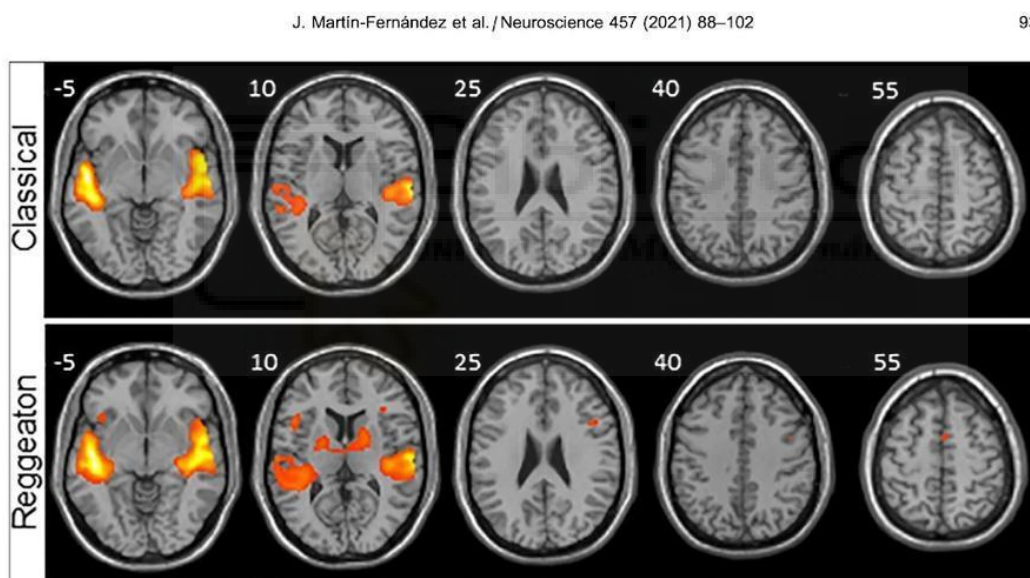 J. Martín-Fernández et al. / Neuroscience 457 (2021) 88–102
Classical
-5 10 25 40 55
Reggeaton
-5 10 25 40 55